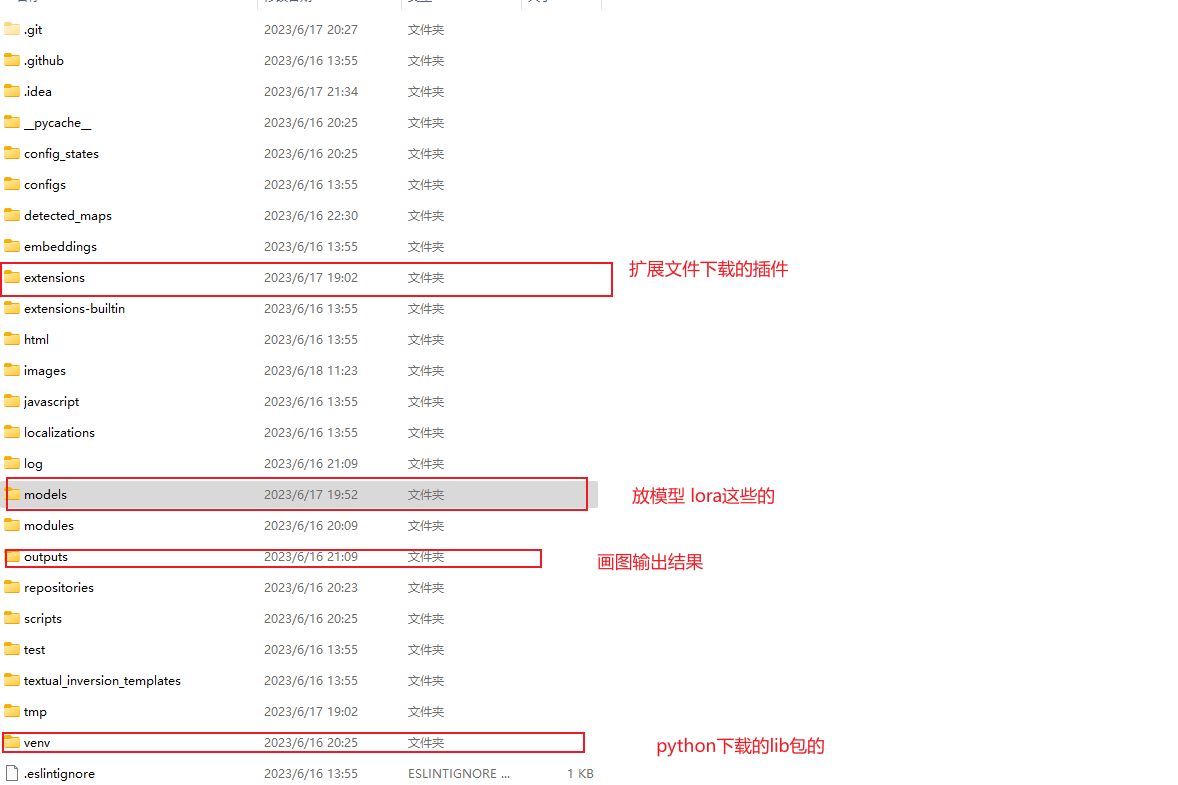 .git 2023/6/17 20:27 文件夹
.github 2023/6/16 13:55 文件夹
.idea 2023/6/17 21:34 文件夹
__pycache__ 2023/6/16 20:25 文件夹
config_states 2023/6/16 20:25 文件夹
configs 2023/6/16 13:55 文件夹
detected_maps 2023/6/16 22:30 文件夹
embeddings 2023/6/16 13:55 文件夹
extensions 2023/6/17 19:02 文件夹 扩展文件下载的插件
extensions-builtin 2023/6/16 13:55 文件夹
html 2023/6/16 13:55 文件夹
images 2023/6/18 11:23 文件夹
javascript 2023/6/16 13:55 文件夹
localizations 2023/6/16 13:55 文件夹
log 2023/6/16 21:09 文件夹
models 2023/6/17 19:52 文件夹 放模型 lora这些的
modules 2023/6/16 20:09 文件夹
outputs 2023/6/16 21:09 文件夹 画图输出结果
repositories 2023/6/16 20:23 文件夹
scripts 2023/6/16 20:25 文件夹
test 2023/6/16 13:55 文件夹
textual_inversion_templates 2023/6/16 13:55 文件夹
tmp 2023/6/17 19:02 文件夹
venv 2023/6/16 20:25 文件夹 python下载的lib包的
.eslintignore 2023/6/16 13:55 ESLINTIGNORE ... 1 KB